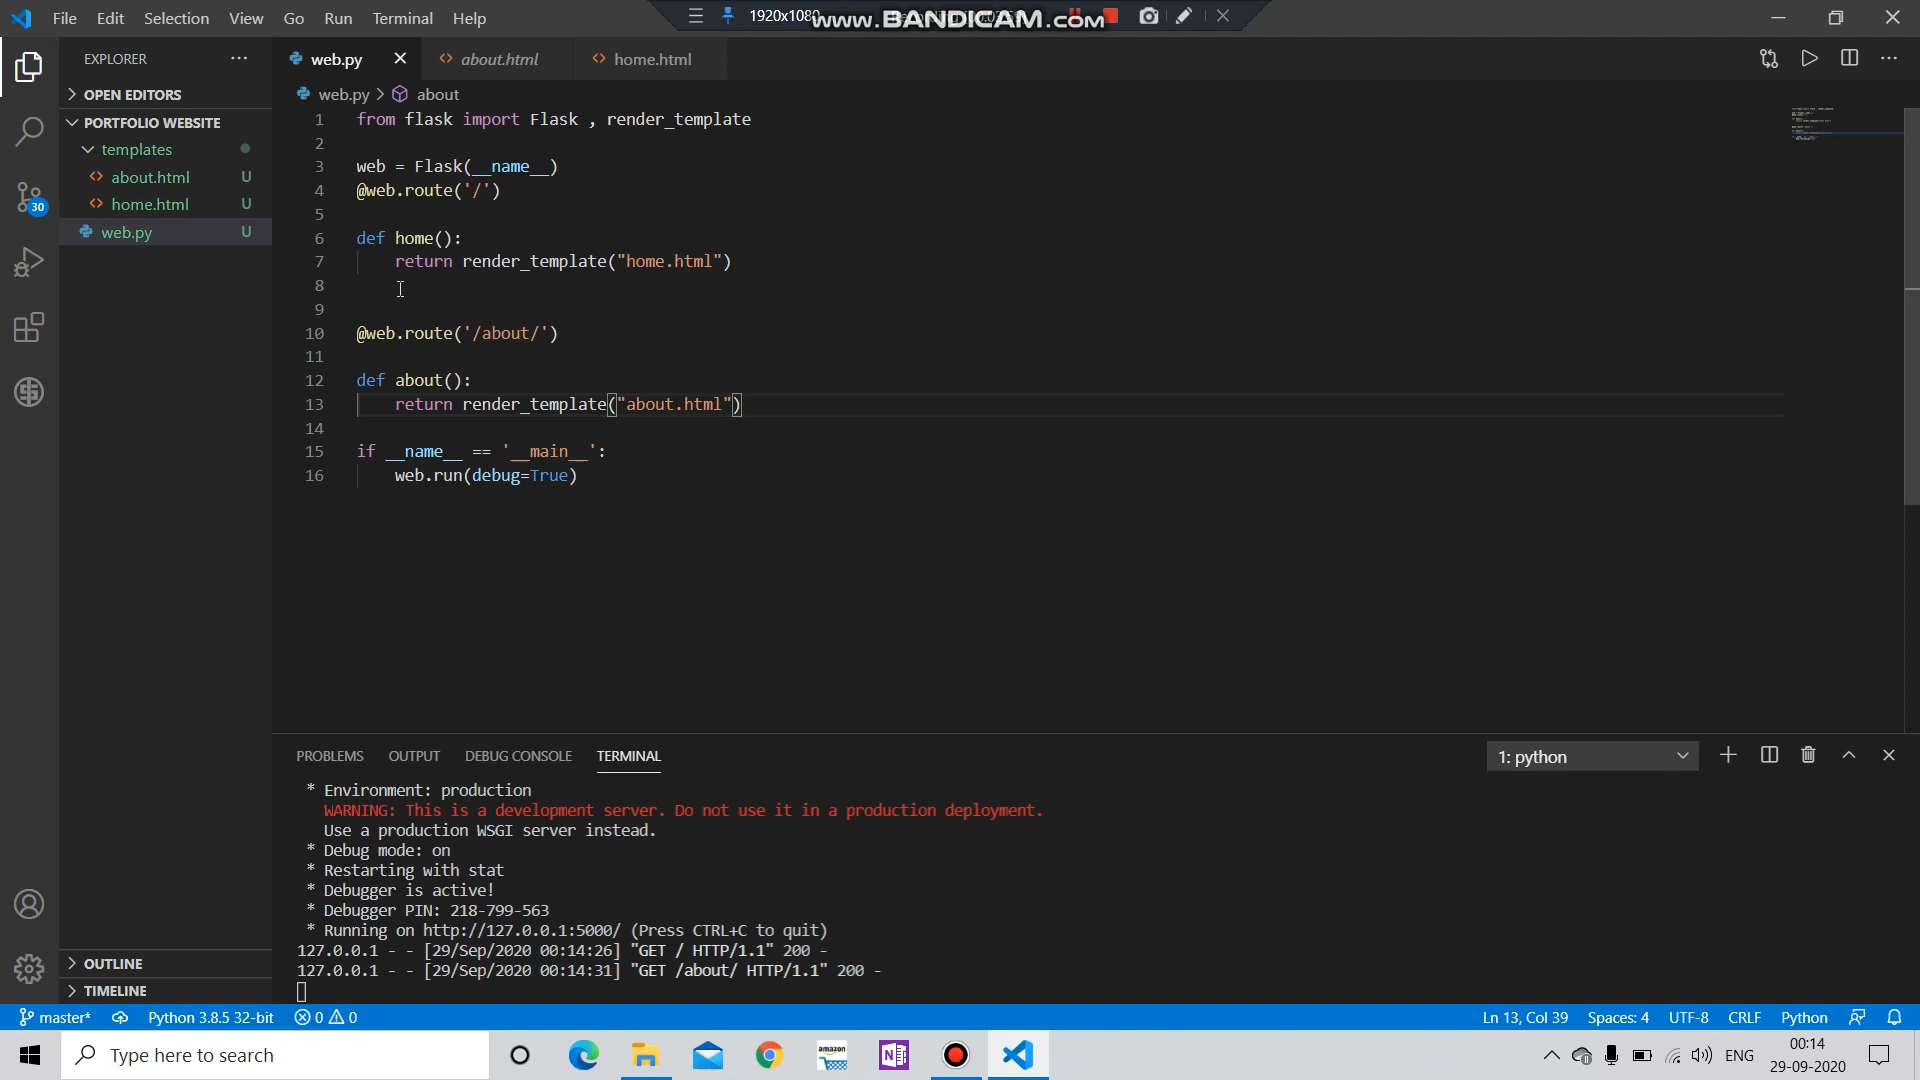 File Edit Selection View Go Run Terminal Help
1920x1080
www.BANDICAM.com
EXPLORER
OPEN EDITORS
PORTFOLIO WEBSITE
templates
about.html U
home.html U
web.py U
30
OUTLINE
TIMELINE
web.py about.html home.html
web.py > about
1 from flask import Flask , render_template
2
3 web = Flask(__name__)
4 @web.route('/')
5
6 def home():
7 return render_template("home.html")
8
9
10 @web.route('/about/')
11
12 def about():
13 return render_template("about.html")
14
15 if __name__ == '__main__':
16 web.run(debug=True)
PROBLEMS OUTPUT DEBUG CONSOLE TERMINAL
1: python
* Environment: production
WARNING: This is a development server. Do not use it in a production deployment.
Use a production WSGI server instead.
* Debug mode: on
* Restarting with stat
* Debugger is active!
* Debugger PIN: 218-799-563
* Running on http://127.0.0.1:5000/ (Press CTRL+C to quit)
127.0.0.1 - - [29/Sep/2020 00:14:26] "GET / HTTP/1.1" 200 -
127.0.0.1 - - [29/Sep/2020 00:14:31] "GET /about/ HTTP/1.1" 200 -
master* Python 3.8.5 32-bit 0 0 Ln 13, Col 39 Spaces: 4 UTF-8 CRLF Python
Type here to search
amazon
N
ENG
00:14
29-09-2020